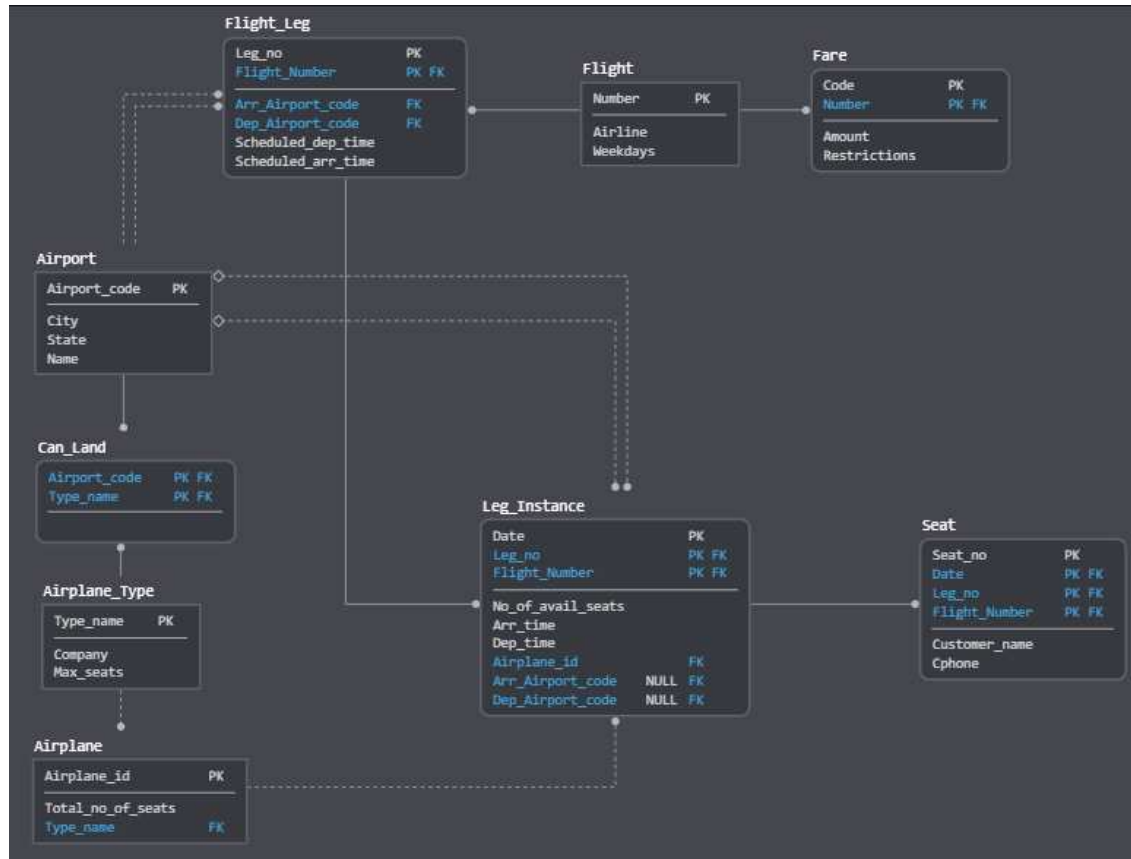 Flight_Leg
Leg_no PK
Flight_Number PK FK
Arr_Airport_code FK
Dep_Airport_code FK
Scheduled_dep_time
Scheduled_arr_time
Flight
Number PK
Airline
Weekdays
Fare
Code PK
Number PK FK
Amount
Restrictions
Airport
Airport_code PK
City
State
Name
Can_Land
Airport_code PK FK
Type_name PK FK
Airplane_Type
Type_name PK
Company
Max_seats
Airplane
Airplane_id PK
Total_no_of_seats
Type_name FK
Leg_Instance
Date PK
Leg_no PK FK
Flight_Number PK FK
No_of_avail_seats
Arr_time
Dep_time
Airplane_id FK
Arr_Airport_code NULL FK
Dep_Airport_code NULL FK
Seat
Seat_no PK
Date PK FK
Leg_no PK FK
Flight_Number PK FK
Customer_name
Cphone